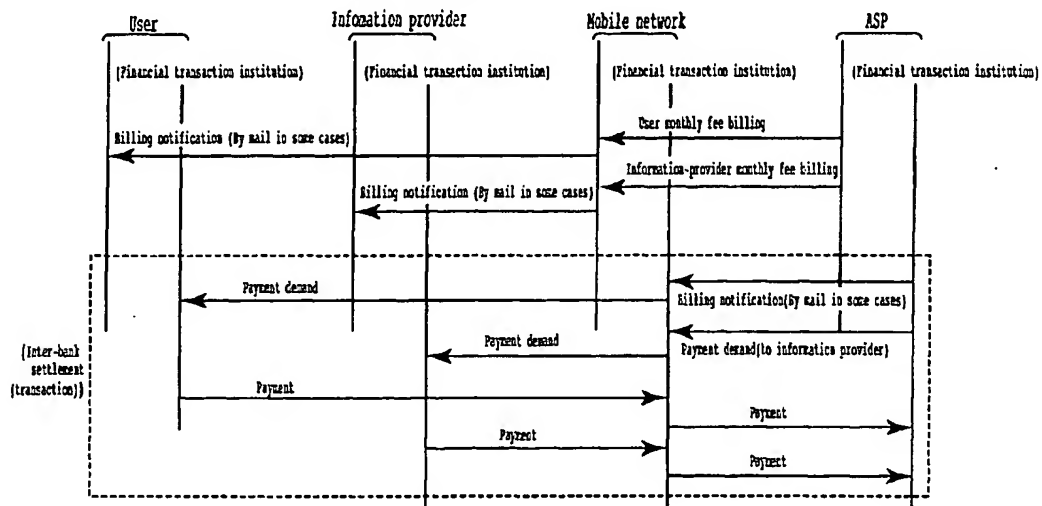 User
Infomation provider
Mobile network
ASP
(Financial transaction institution)
(Financial transaction institution)
(Financial transaction institution)
(Financial transaction institution)
User monthly fee billing
Billing notification (By mail in some cases)
Information-provider monthly fee billing
Billing notification (By mail in some cases)
Payment demand
Billing notification(By mail in some cases)
Payment demand
Payment demand(to information provider)
(Inter-bank
settlement
(transaction))
Payment
Payment
Payment
Payment